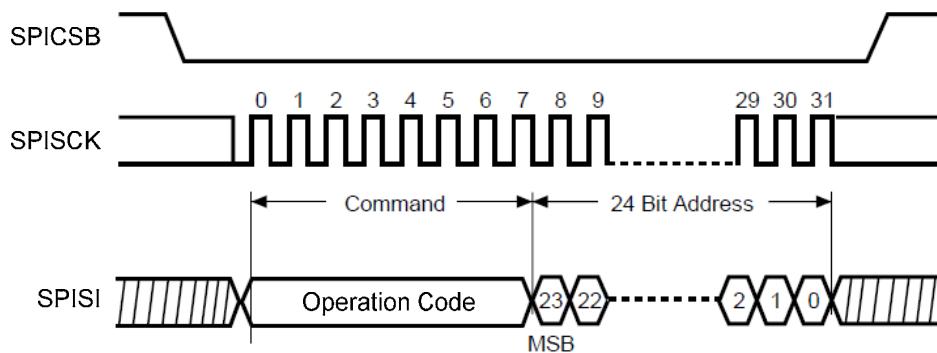 SPICSB
0 1 2 3 4 5 6 7 8 9 29 30 31
SPISCK
Command 24 Bit Address
SPISI Operation Code 23 22 2 1 0
MSB